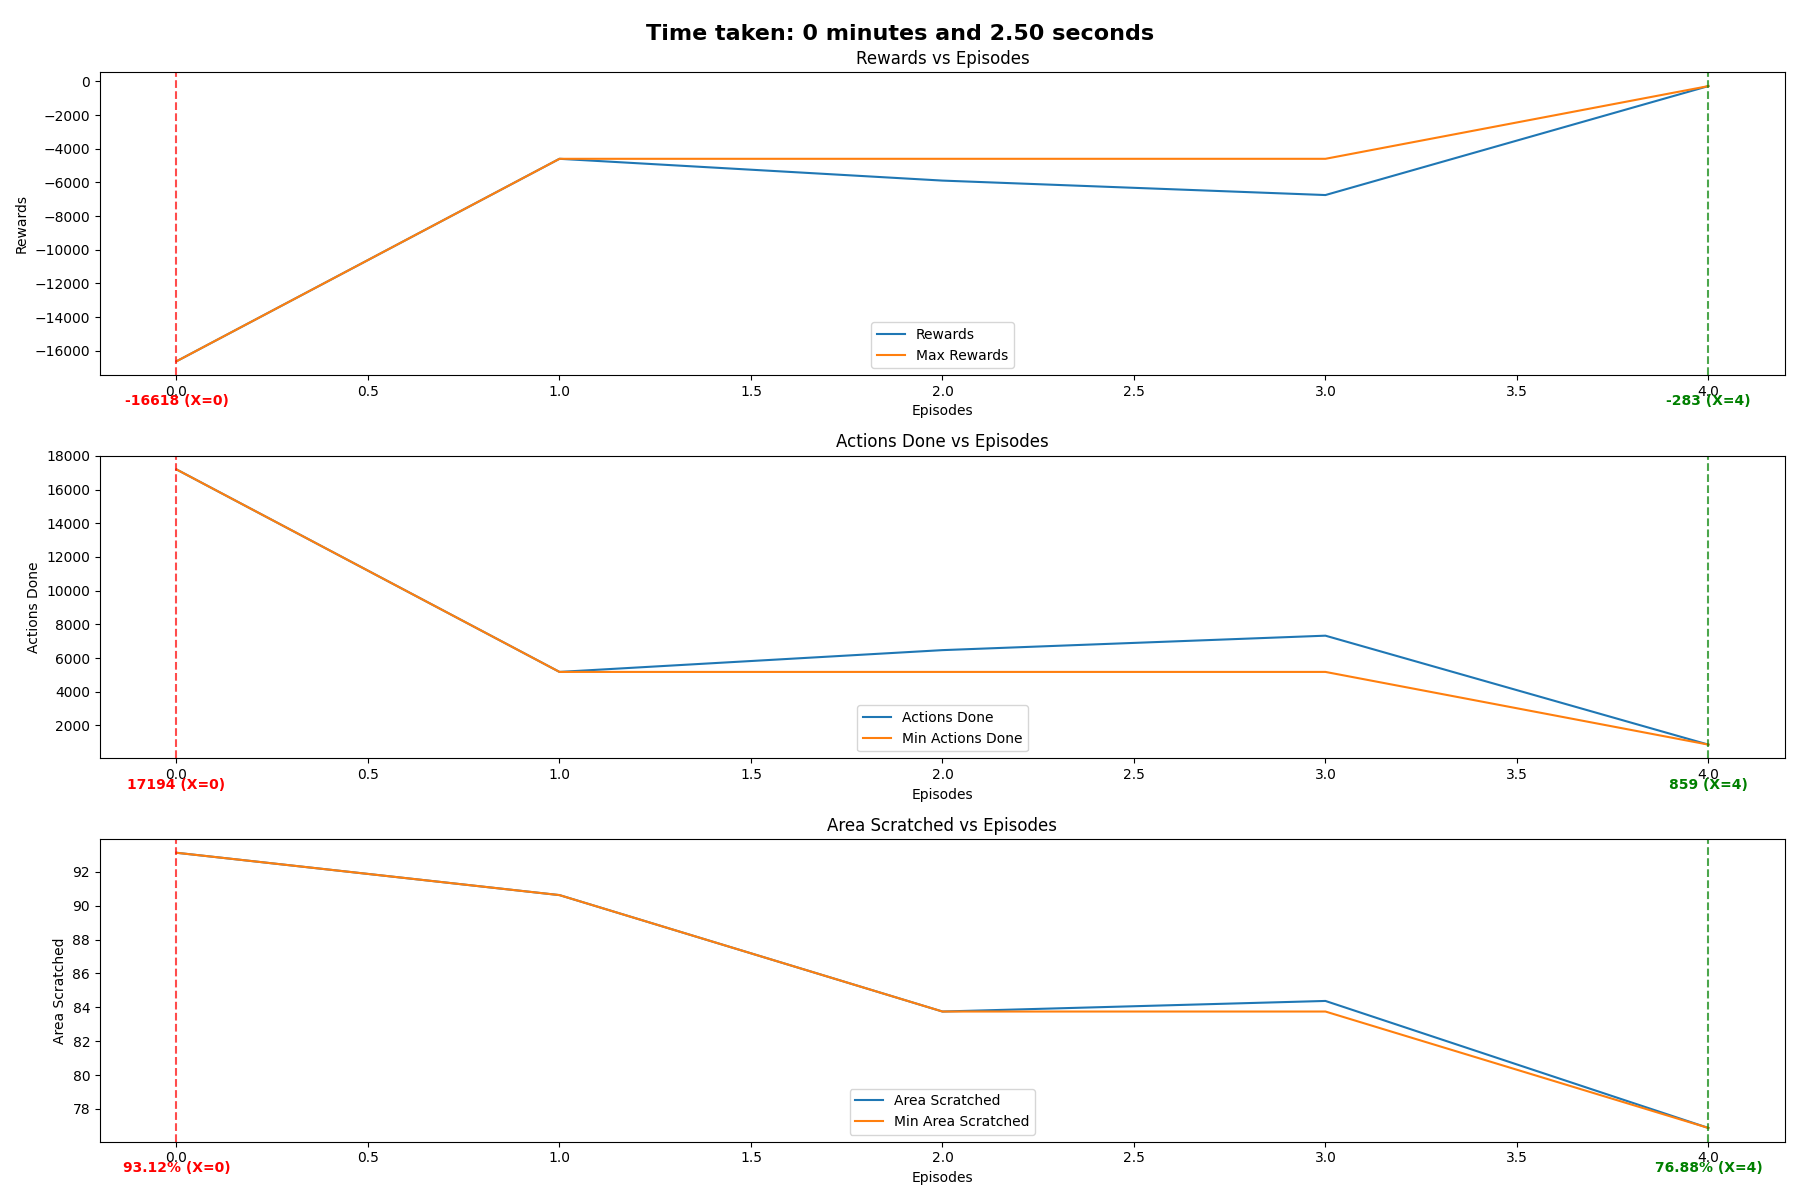 Time taken: 0 minutes and 2.50 seconds
Rewards vs Episodes
0
−2000
−4000
−6000
−8000
−10000
−12000
−14000
−16000
Rewards
Rewards
Max Rewards
0.0 0.5 1.0 1.5 2.0 2.5 3.0 3.5 4.0
-16618 (X=0)
-283 (X=4)
Episodes
Actions Done vs Episodes
18000
16000
14000
12000
10000
8000
6000
4000
2000
Actions Done
Actions Done
Min Actions Done
0.0 0.5 1.0 1.5 2.0 2.5 3.0 3.5 4.0
17194 (X=0)
859 (X=4)
Episodes
Area Scratched vs Episodes
92
90
88
86
84
82
80
78
Area Scratched
Area Scratched
Min Area Scratched
0.0 0.5 1.0 1.5 2.0 2.5 3.0 3.5 4.0
93.12% (X=0)
76.88% (X=4)
Episodes